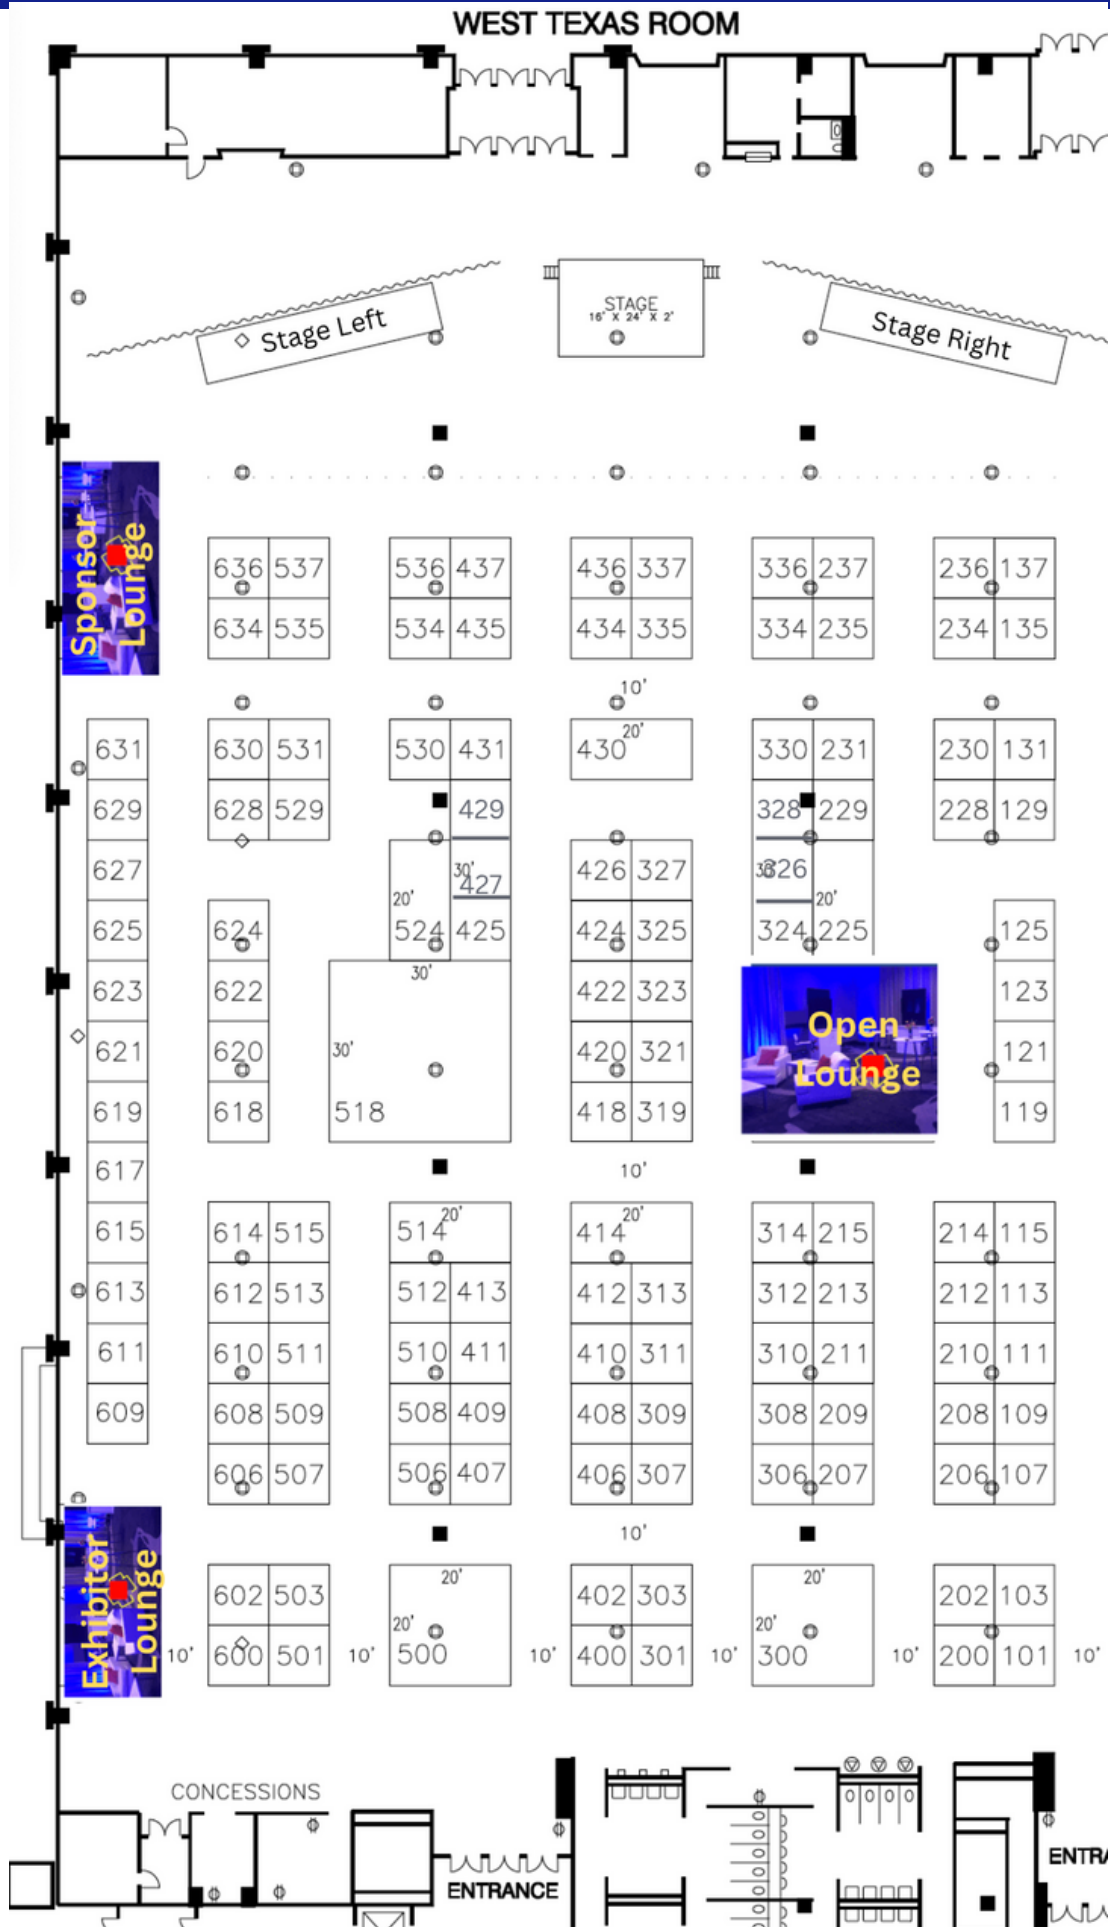 WEST TEXAS ROOM
STAGE
16' X 24' X 2'
Stage Left
Stage Right
Sponsor
Lounge
636 537 536 437 436 337 336 237 236 137
634 535 534 435 434 335 334 235 234 135
10'
20'
631 630 531 530 431 430 330 231 230 131
629 628 529 429 328 229 228 129
627 30' 427 426 327 326 30
20' 20'
625 624 524 425 424 325 324 225 125
30'
623 622 422 323 123
Open
621 620 30' 420 321 121
Lounge
619 618 518 418 319 119
617 10'
20' 20'
615 614 515 514 414 314 215 214 115
613 612 513 512 413 412 313 312 213 212 113
611 610 511 510 411 410 311 310 211 210 111
609 608 509 508 409 408 309 308 209 208 109
606 507 506 407 406 307 306 207 206 107
10'
20' 20'
602 503 402 303 202 103
20' 20'
Exhibitor
Lounge
10' 600 501 10' 500 10' 400 301 10' 300 10' 200 101 10'
CONCESSIONS
ENTRANCE
ENTRA